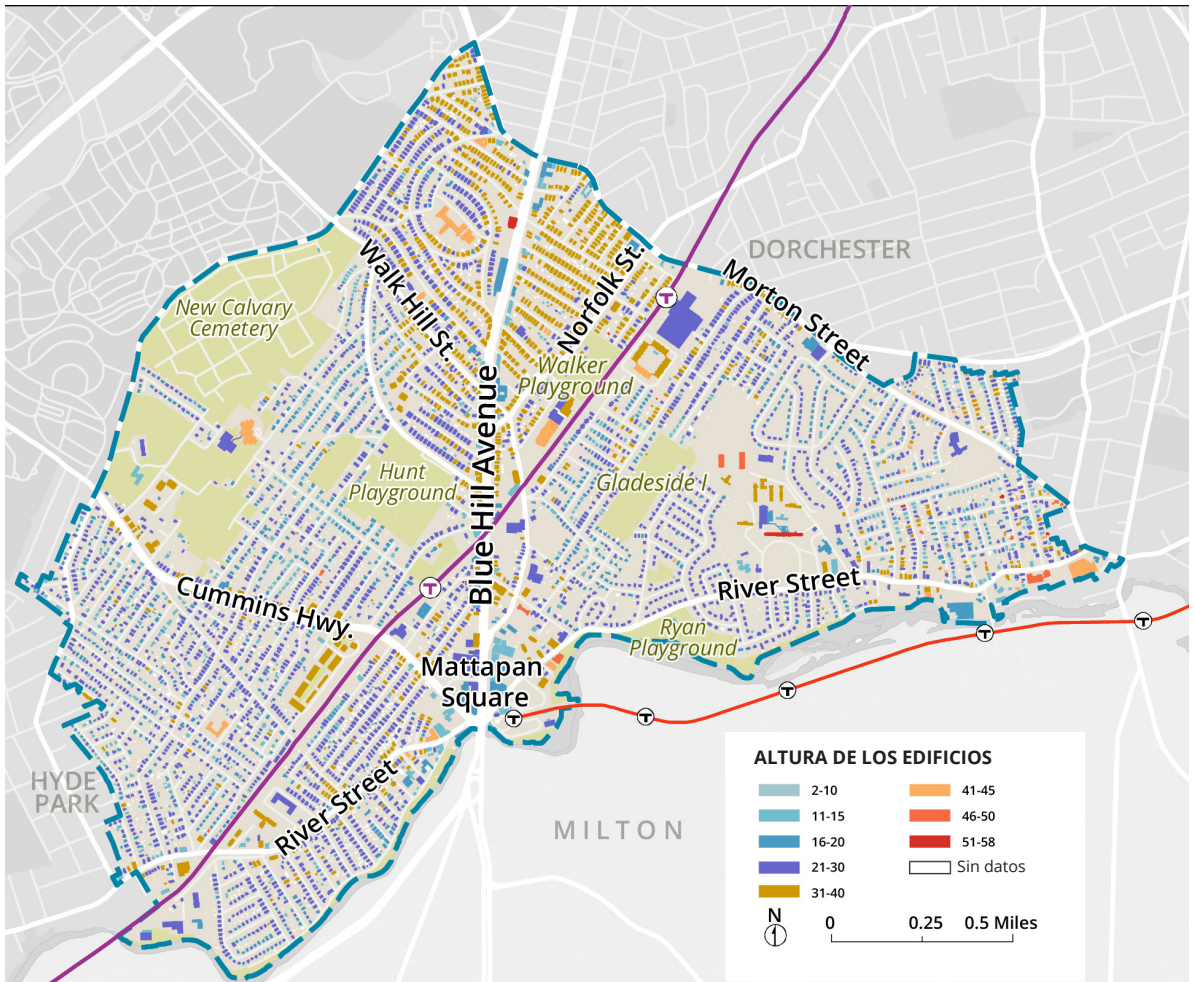 DORCHESTER
Morton Street
Norfolk St.
Walk Hill St.
New Calvary
Cemetery
Walker
Playground
Blue Hill Avenue
Hunt
Playground
Gladeside I
Cummins Hwy.
River Street
Ryan
Playground
Mattapan
Square
HYDE
PARK
River Street
MILTON
T
T
T
T
T
T
T
ALTURA DE LOS EDIFICIOS
2-10
11-15
16-20
21-30
31-40
41-45
46-50
51-58
Sin datos
N
0 0.25 0.5 Miles